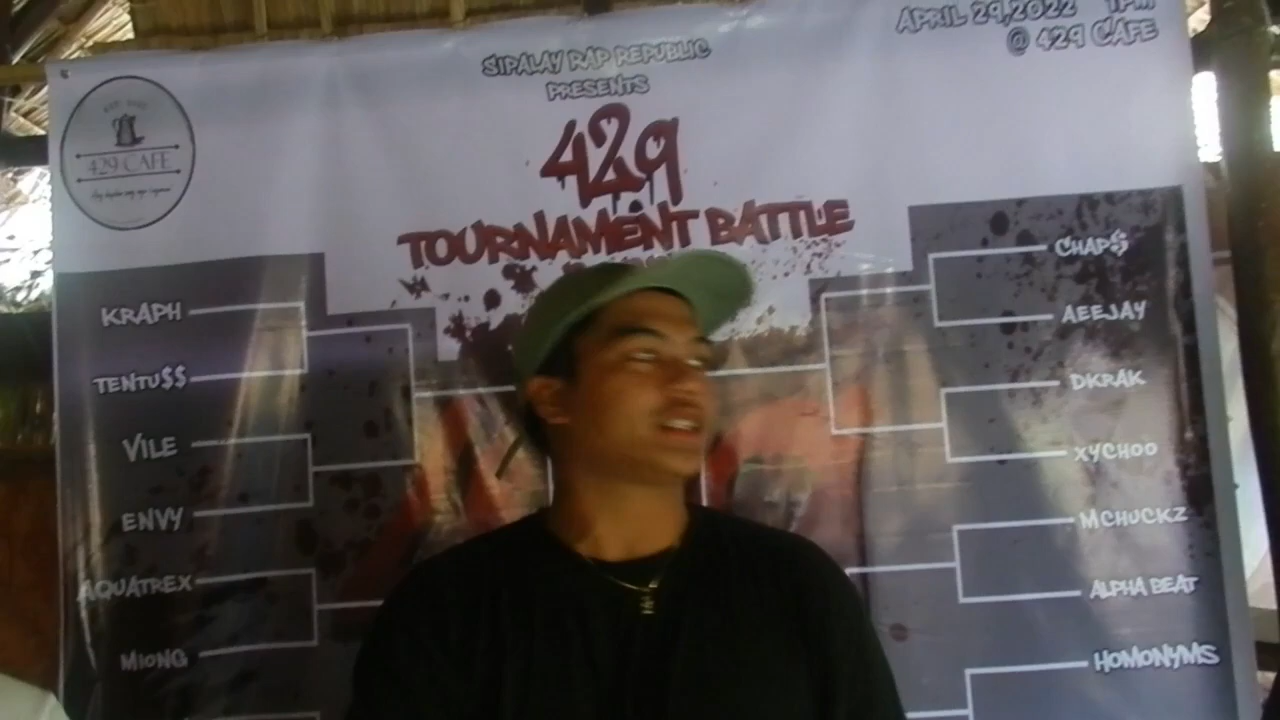 APRIL 29, 2022 1PM
@ 429 CAFE
SIPALAY RAP REPUBLIC
PRESENTS
429
TOURNAMENT BATTLE
429 CAFE
KRAPH
TENTU$$
VILE
ENVY
AQUATREX
MIONG
CHAP$
AEEJAY
DKRAK
XYCHOO
MCHUCKZ
ALPHA BEAT
HOMONYMS